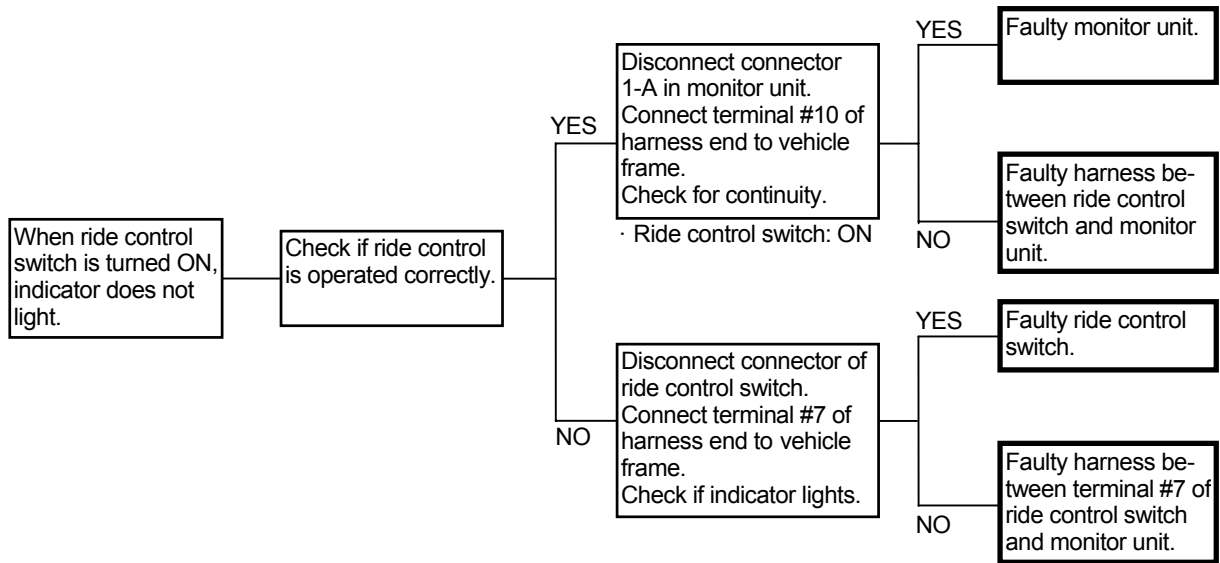 When ride control
switch is turned ON,
indicator does not
light.
Check if ride control
is operated correctly.
YES
Disconnect connector
1-A in monitor unit.
Connect terminal #10 of
harness end to vehicle
frame.
Check for continuity.
· Ride control switch: ON
YES
Faulty monitor unit.
NO
Faulty harness be-
tween ride control
switch and monitor
unit.
NO
Disconnect connector of
ride control switch.
Connect terminal #7 of
harness end to vehicle
frame.
Check if indicator lights.
YES
Faulty ride control
switch.
NO
Faulty harness be-
tween terminal #7 of
ride control switch
and monitor unit.